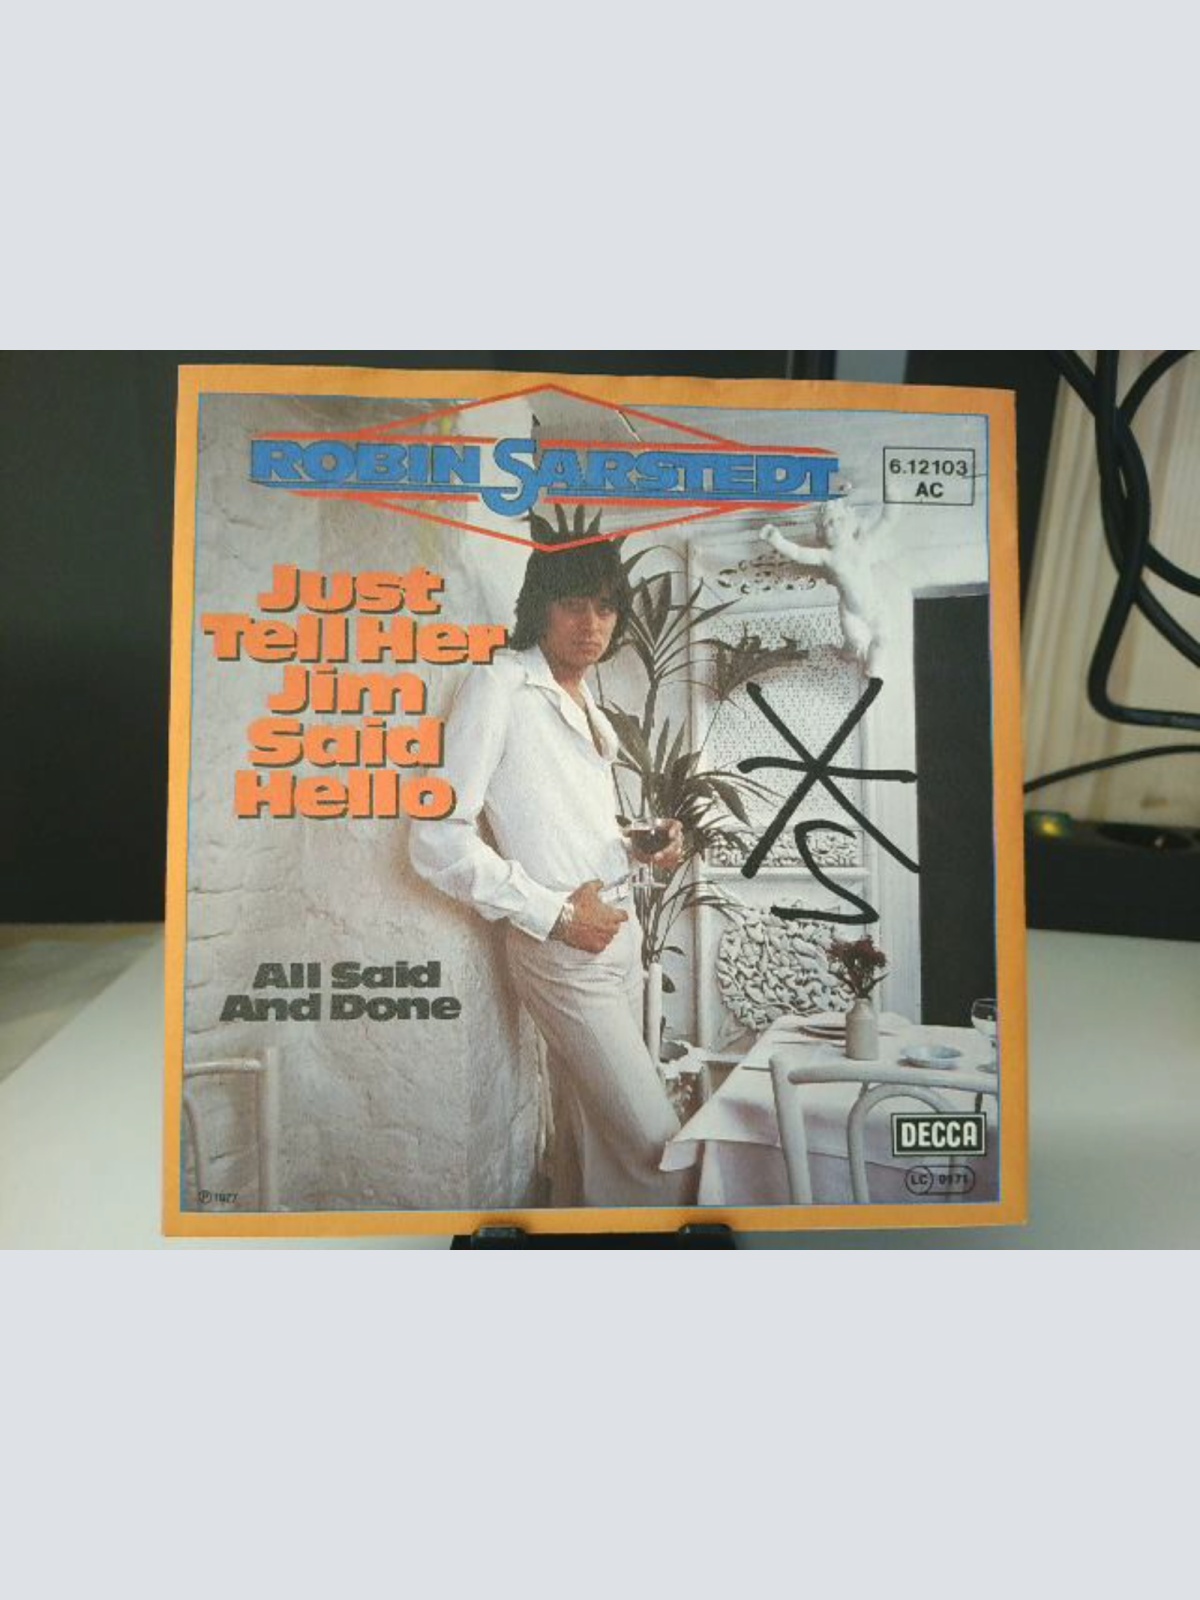 ROBIN SARSTEDT
6.12103
AC
Just
Tell Her
Jim
Said
Hello
S
All Said
And Done
DECCA
LC 0171
℗ 1977